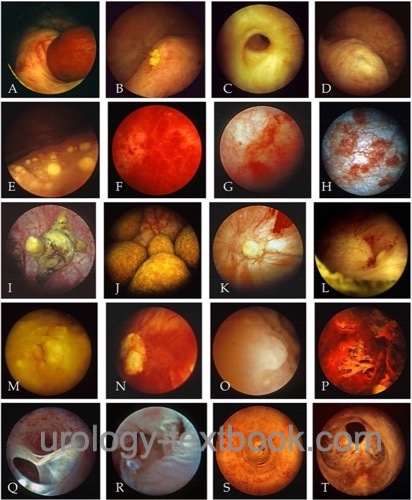 A B C D
E F G H
I J K L
M N O P
urology-textbook.com
Q R S T